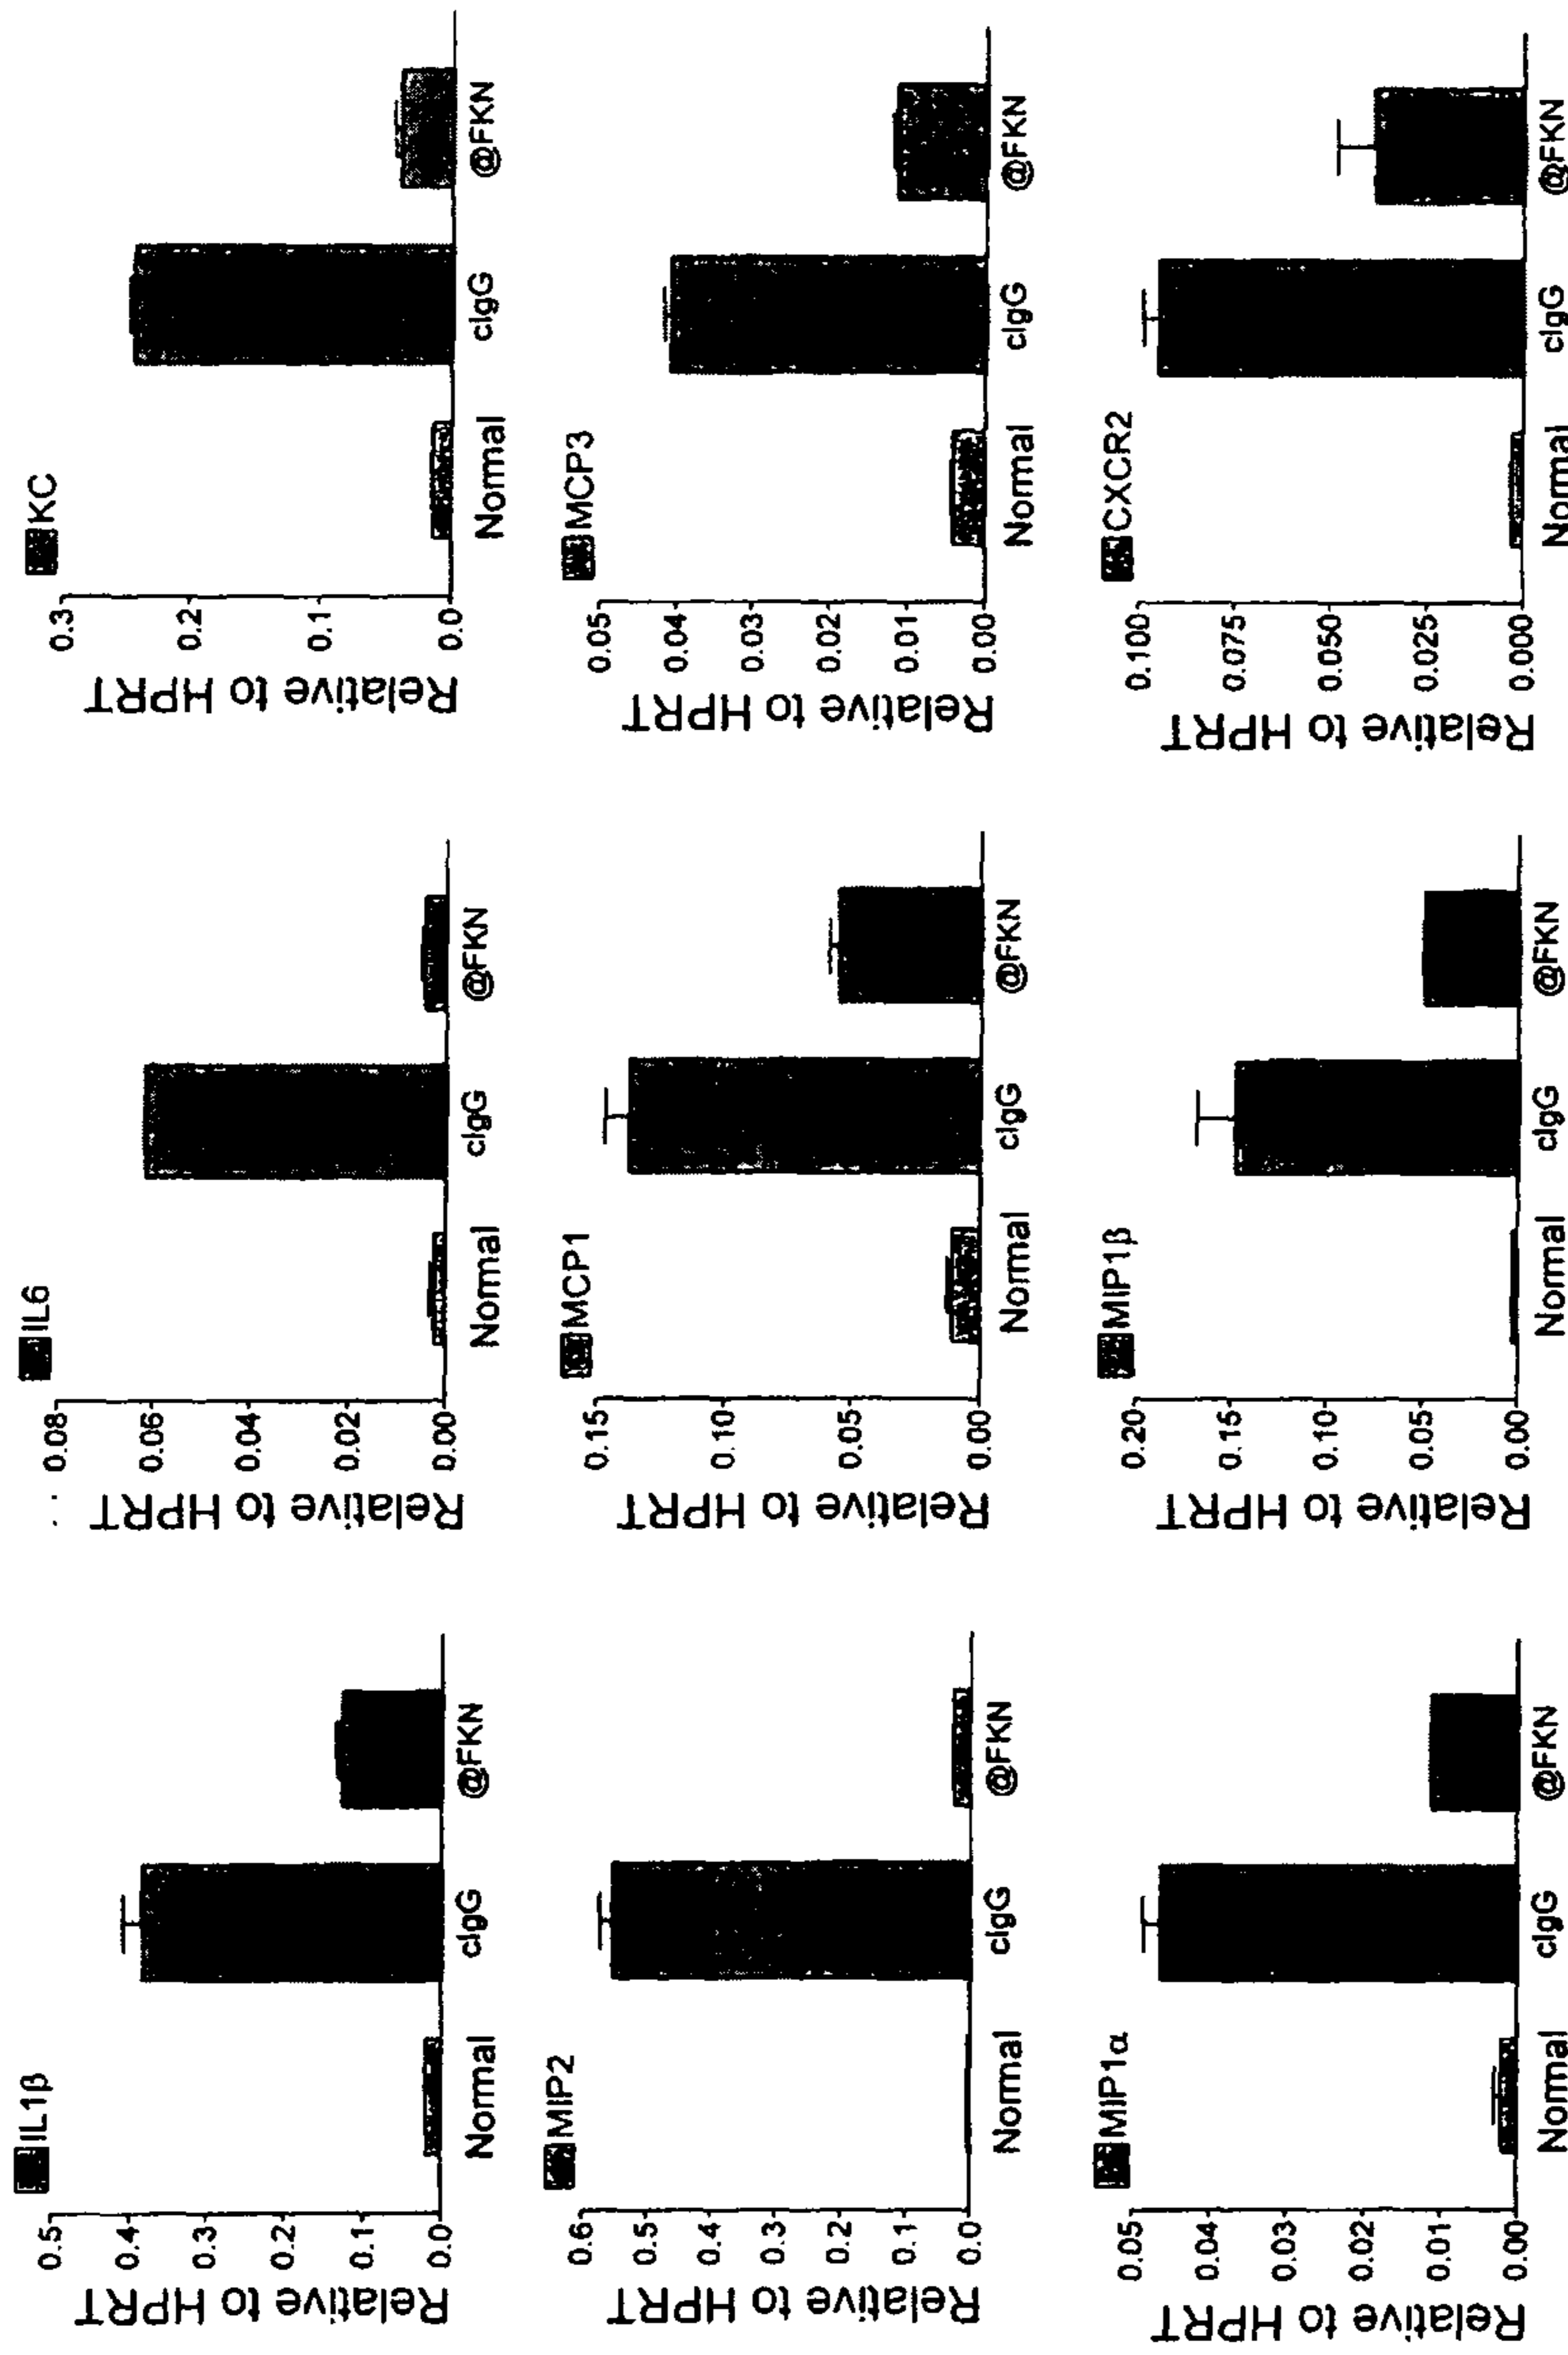 IL1β
Relative to HPRT
0.5
0.4
0.3
0.2
0.1
0.0
Normal
cIgG
@FKN
IL6
Relative to HPRT
0.08
0.06
0.04
0.02
0.00
Normal
cIgG
@FKN
KC
Relative to HPRT
0.3
0.2
0.1
0.0
Normal
cIgG
@FKN
MIP2
Relative to HPRT
0.6
0.5
0.4
0.3
0.2
0.1
0.0
Normal
cIgG
@FKN
MCP1
Relative to HPRT
0.15
0.10
0.05
0.00
Normal
cIgG
@FKN
MCP3
Relative to HPRT
0.05
0.04
0.03
0.02
0.01
0.00
Normal
cIgG
@FKN
MIP1α
Relative to HPRT
0.05
0.04
0.03
0.02
0.01
0.00
Normal
cIgG
@FKN
MIP1β
Relative to HPRT
0.20
0.15
0.10
0.05
0.00
Normal
cIgG
@FKN
CXCR2
Relative to HPRT
0.100
0.075
0.050
0.025
0.000
Normal
cIgG
@FKN